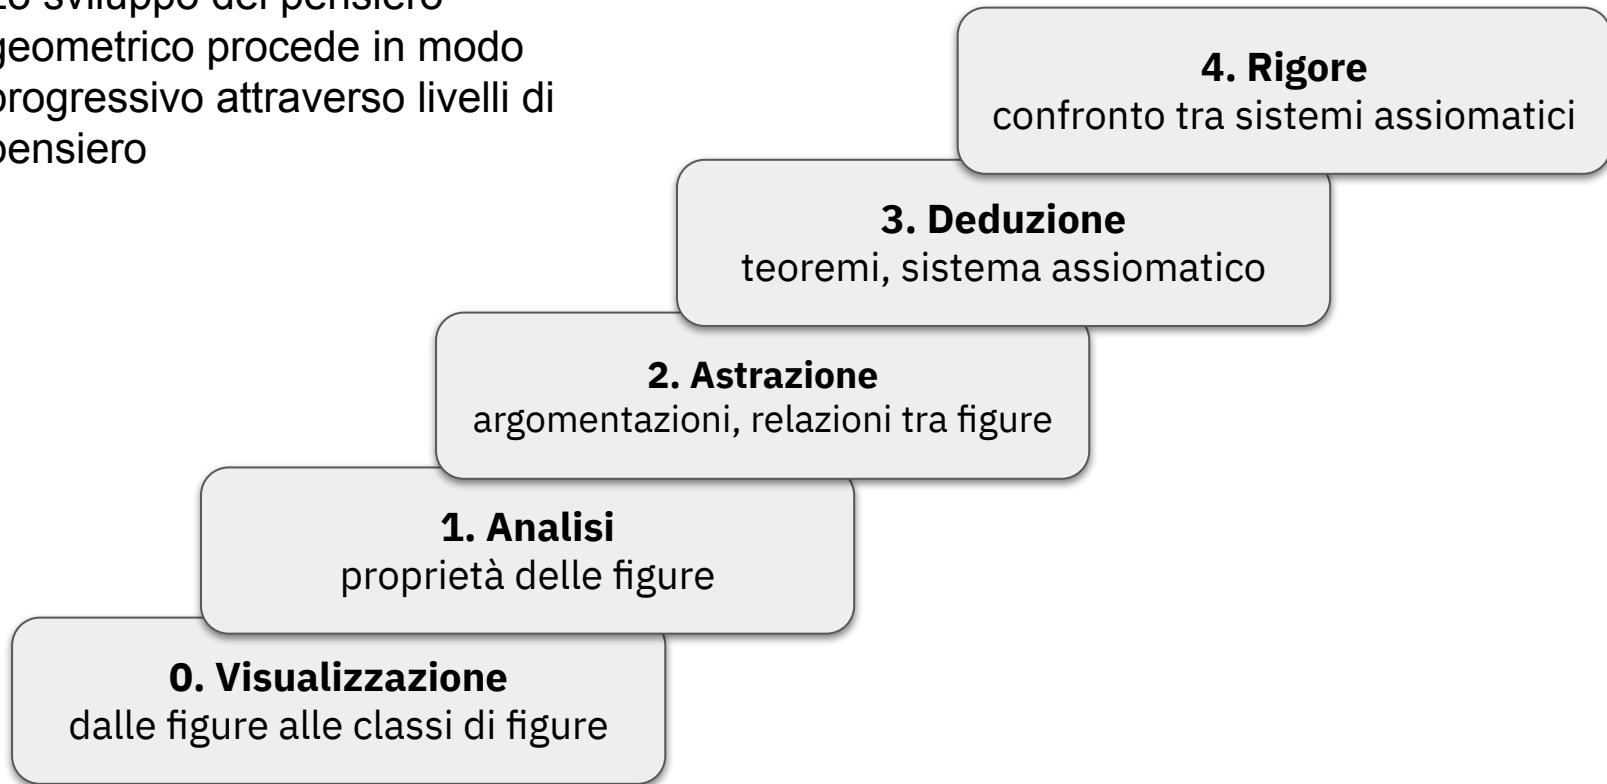 Lo sviluppo del pensiero
geometrico procede in modo
progressivo attraverso livelli di
pensiero
4. Rigore
confronto tra sistemi assiomatici
3. Deduzione
teoremi, sistema assiomatico
2. Astrazione
argomentazioni, relazioni tra figure
1. Analisi
proprietà delle figure
0. Visualizzazione
dalle figure alle classi di figure